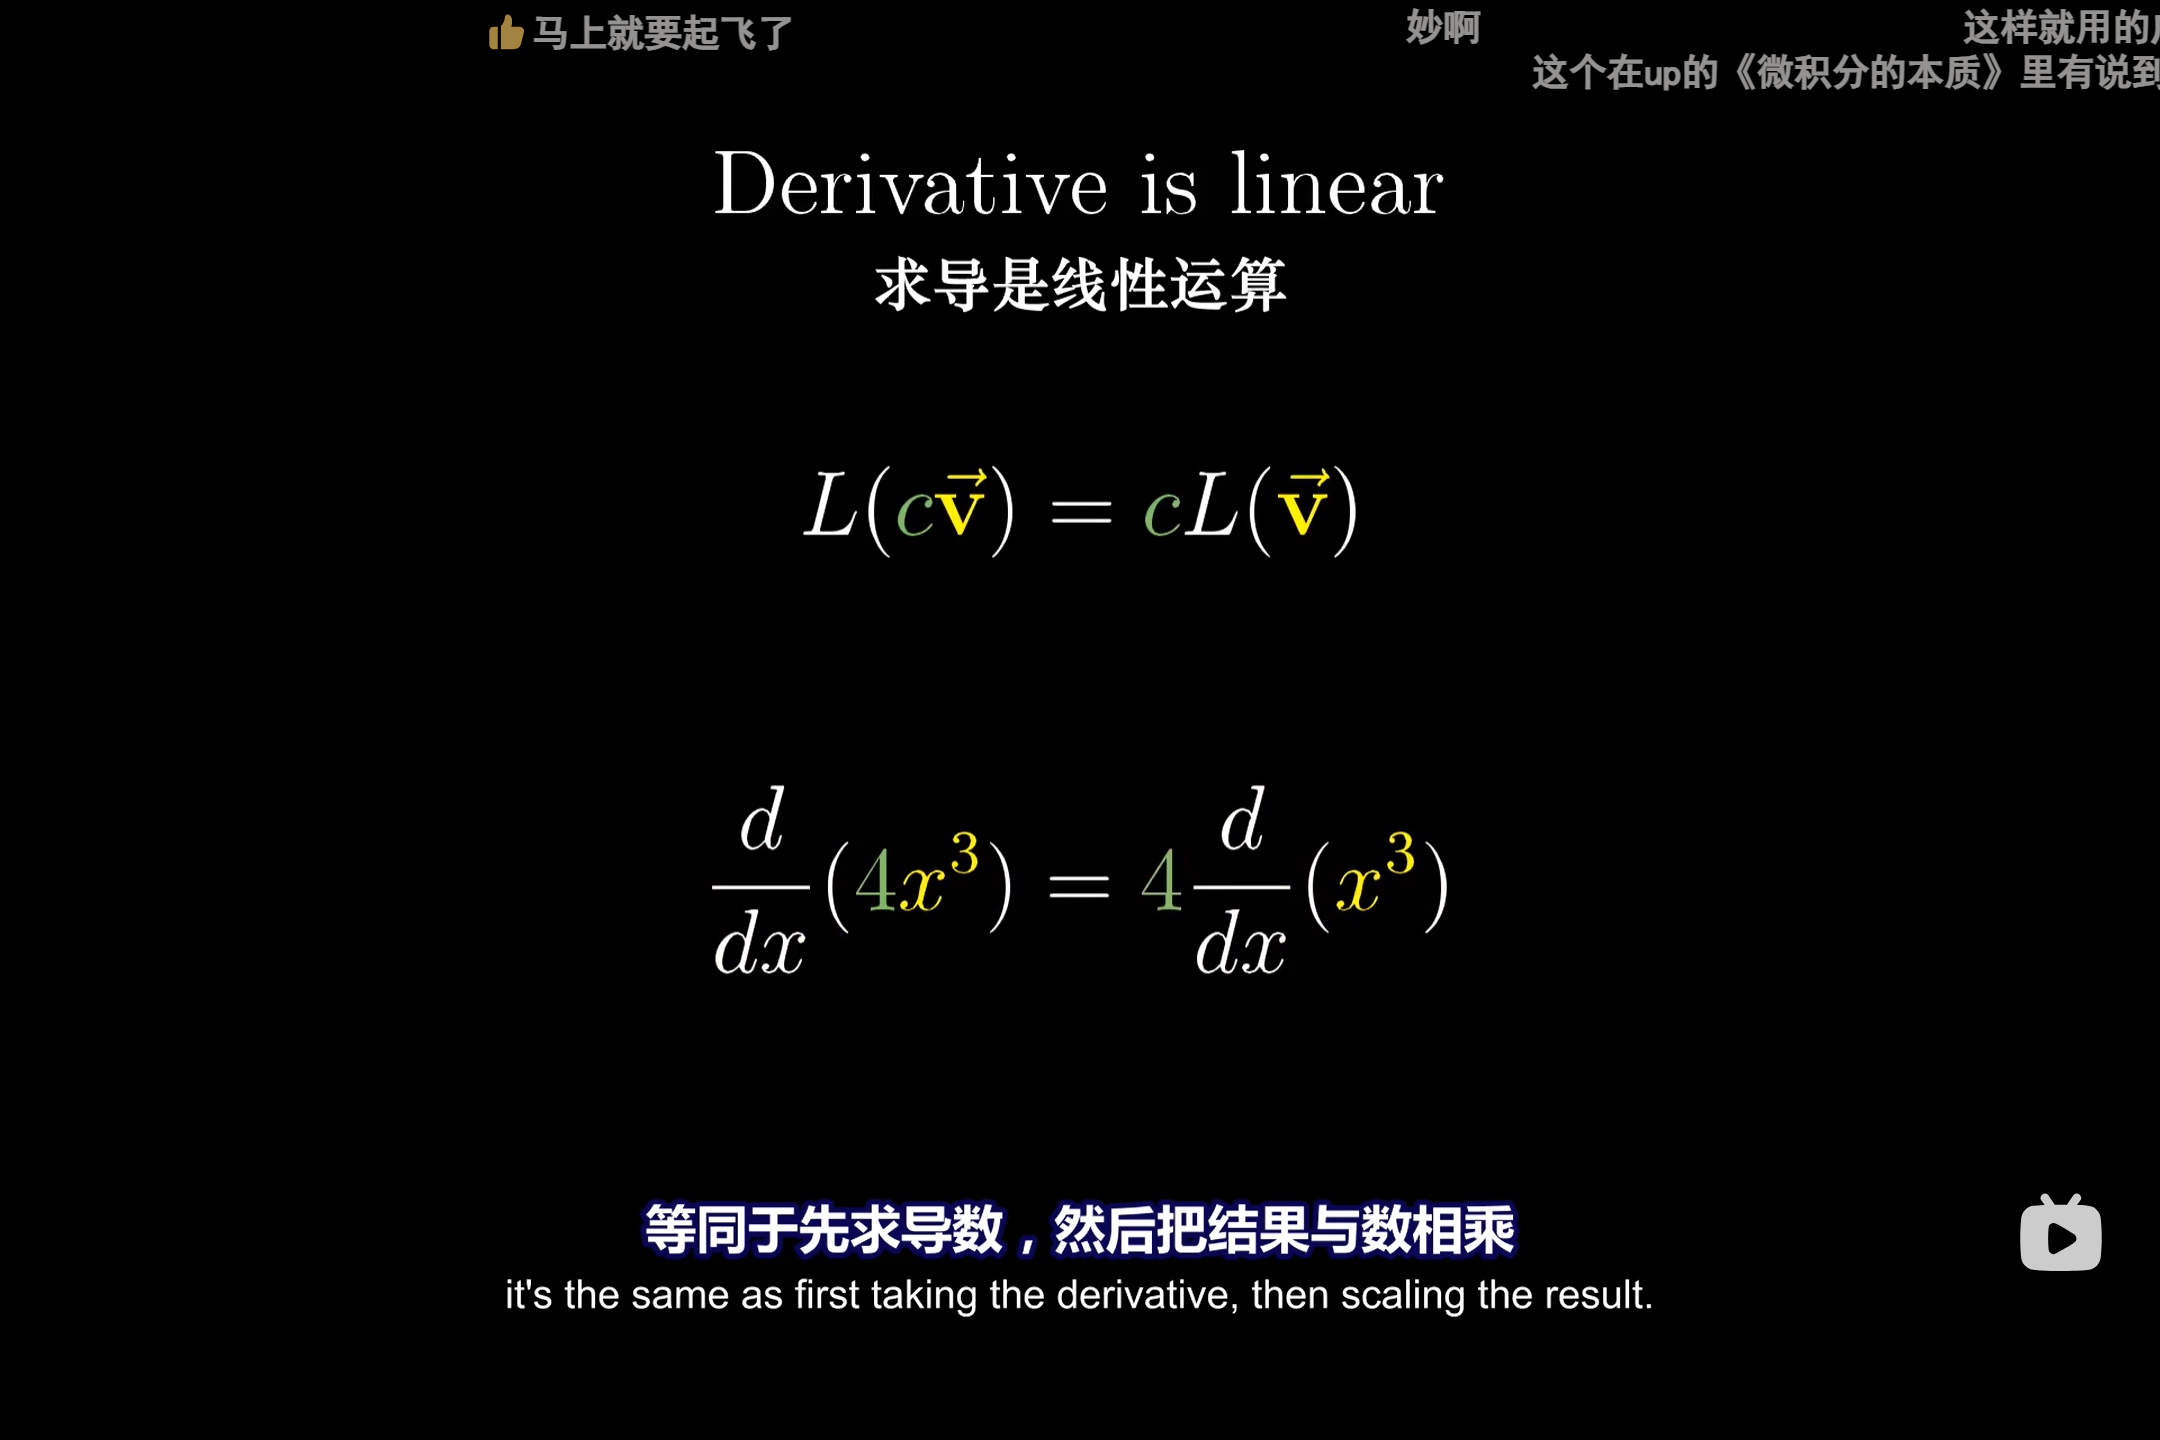 马上就要起飞了
妙啊
这样就用的
这个在up的《微积分的本质》里有说到
Derivative is linear
求导是线性运算
L(c\vec{v}) = cL(\vec{v})
\frac{d}{dx}(4x^3) = 4\frac{d}{dx}(x^3)
等同于先求导数，然后把结果与数相乘
it's the same as first taking the derivative, then scaling the result.